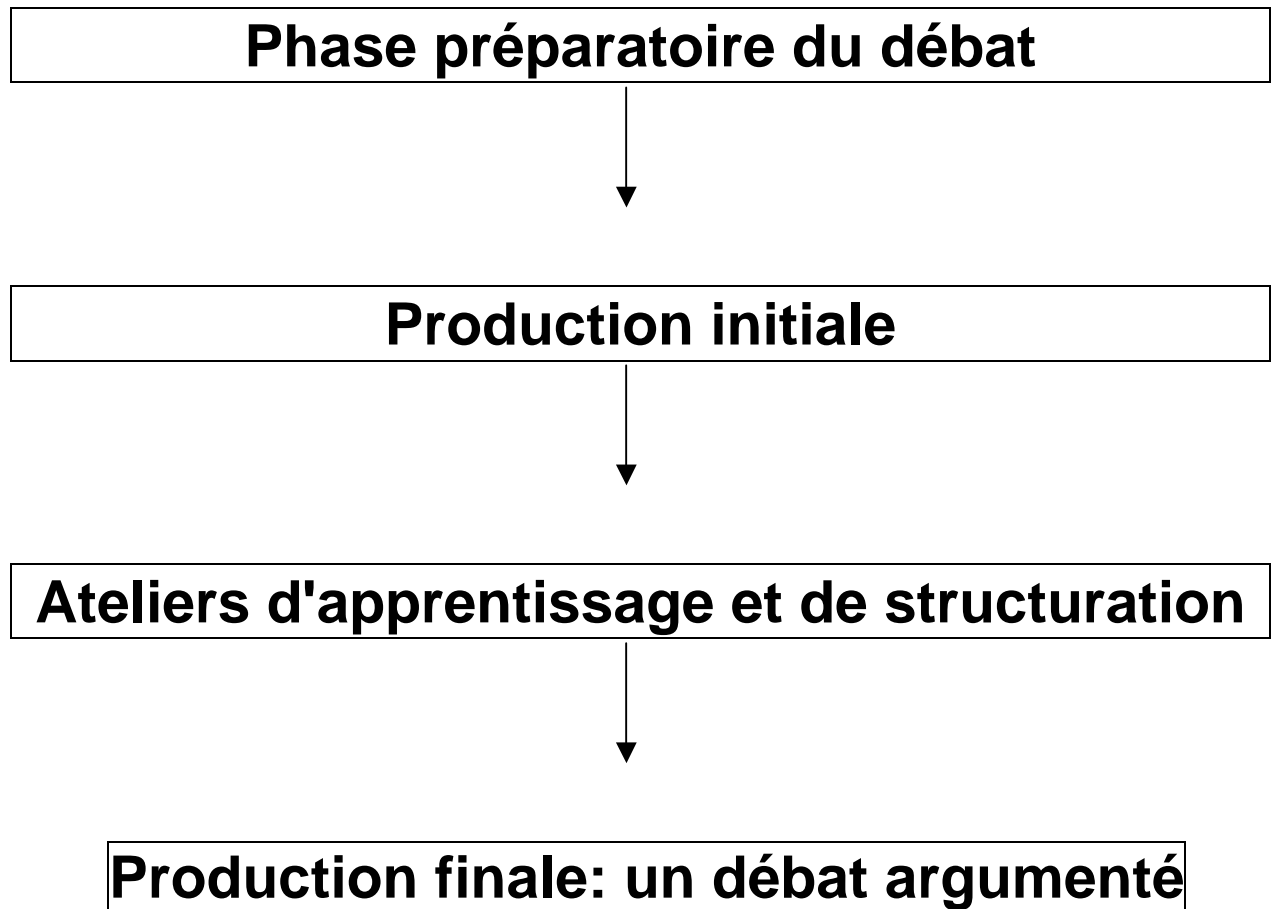 Phase préparatoire du débat
Production initiale
Ateliers d'apprentissage et de structuration
Production finale: un débat argumenté